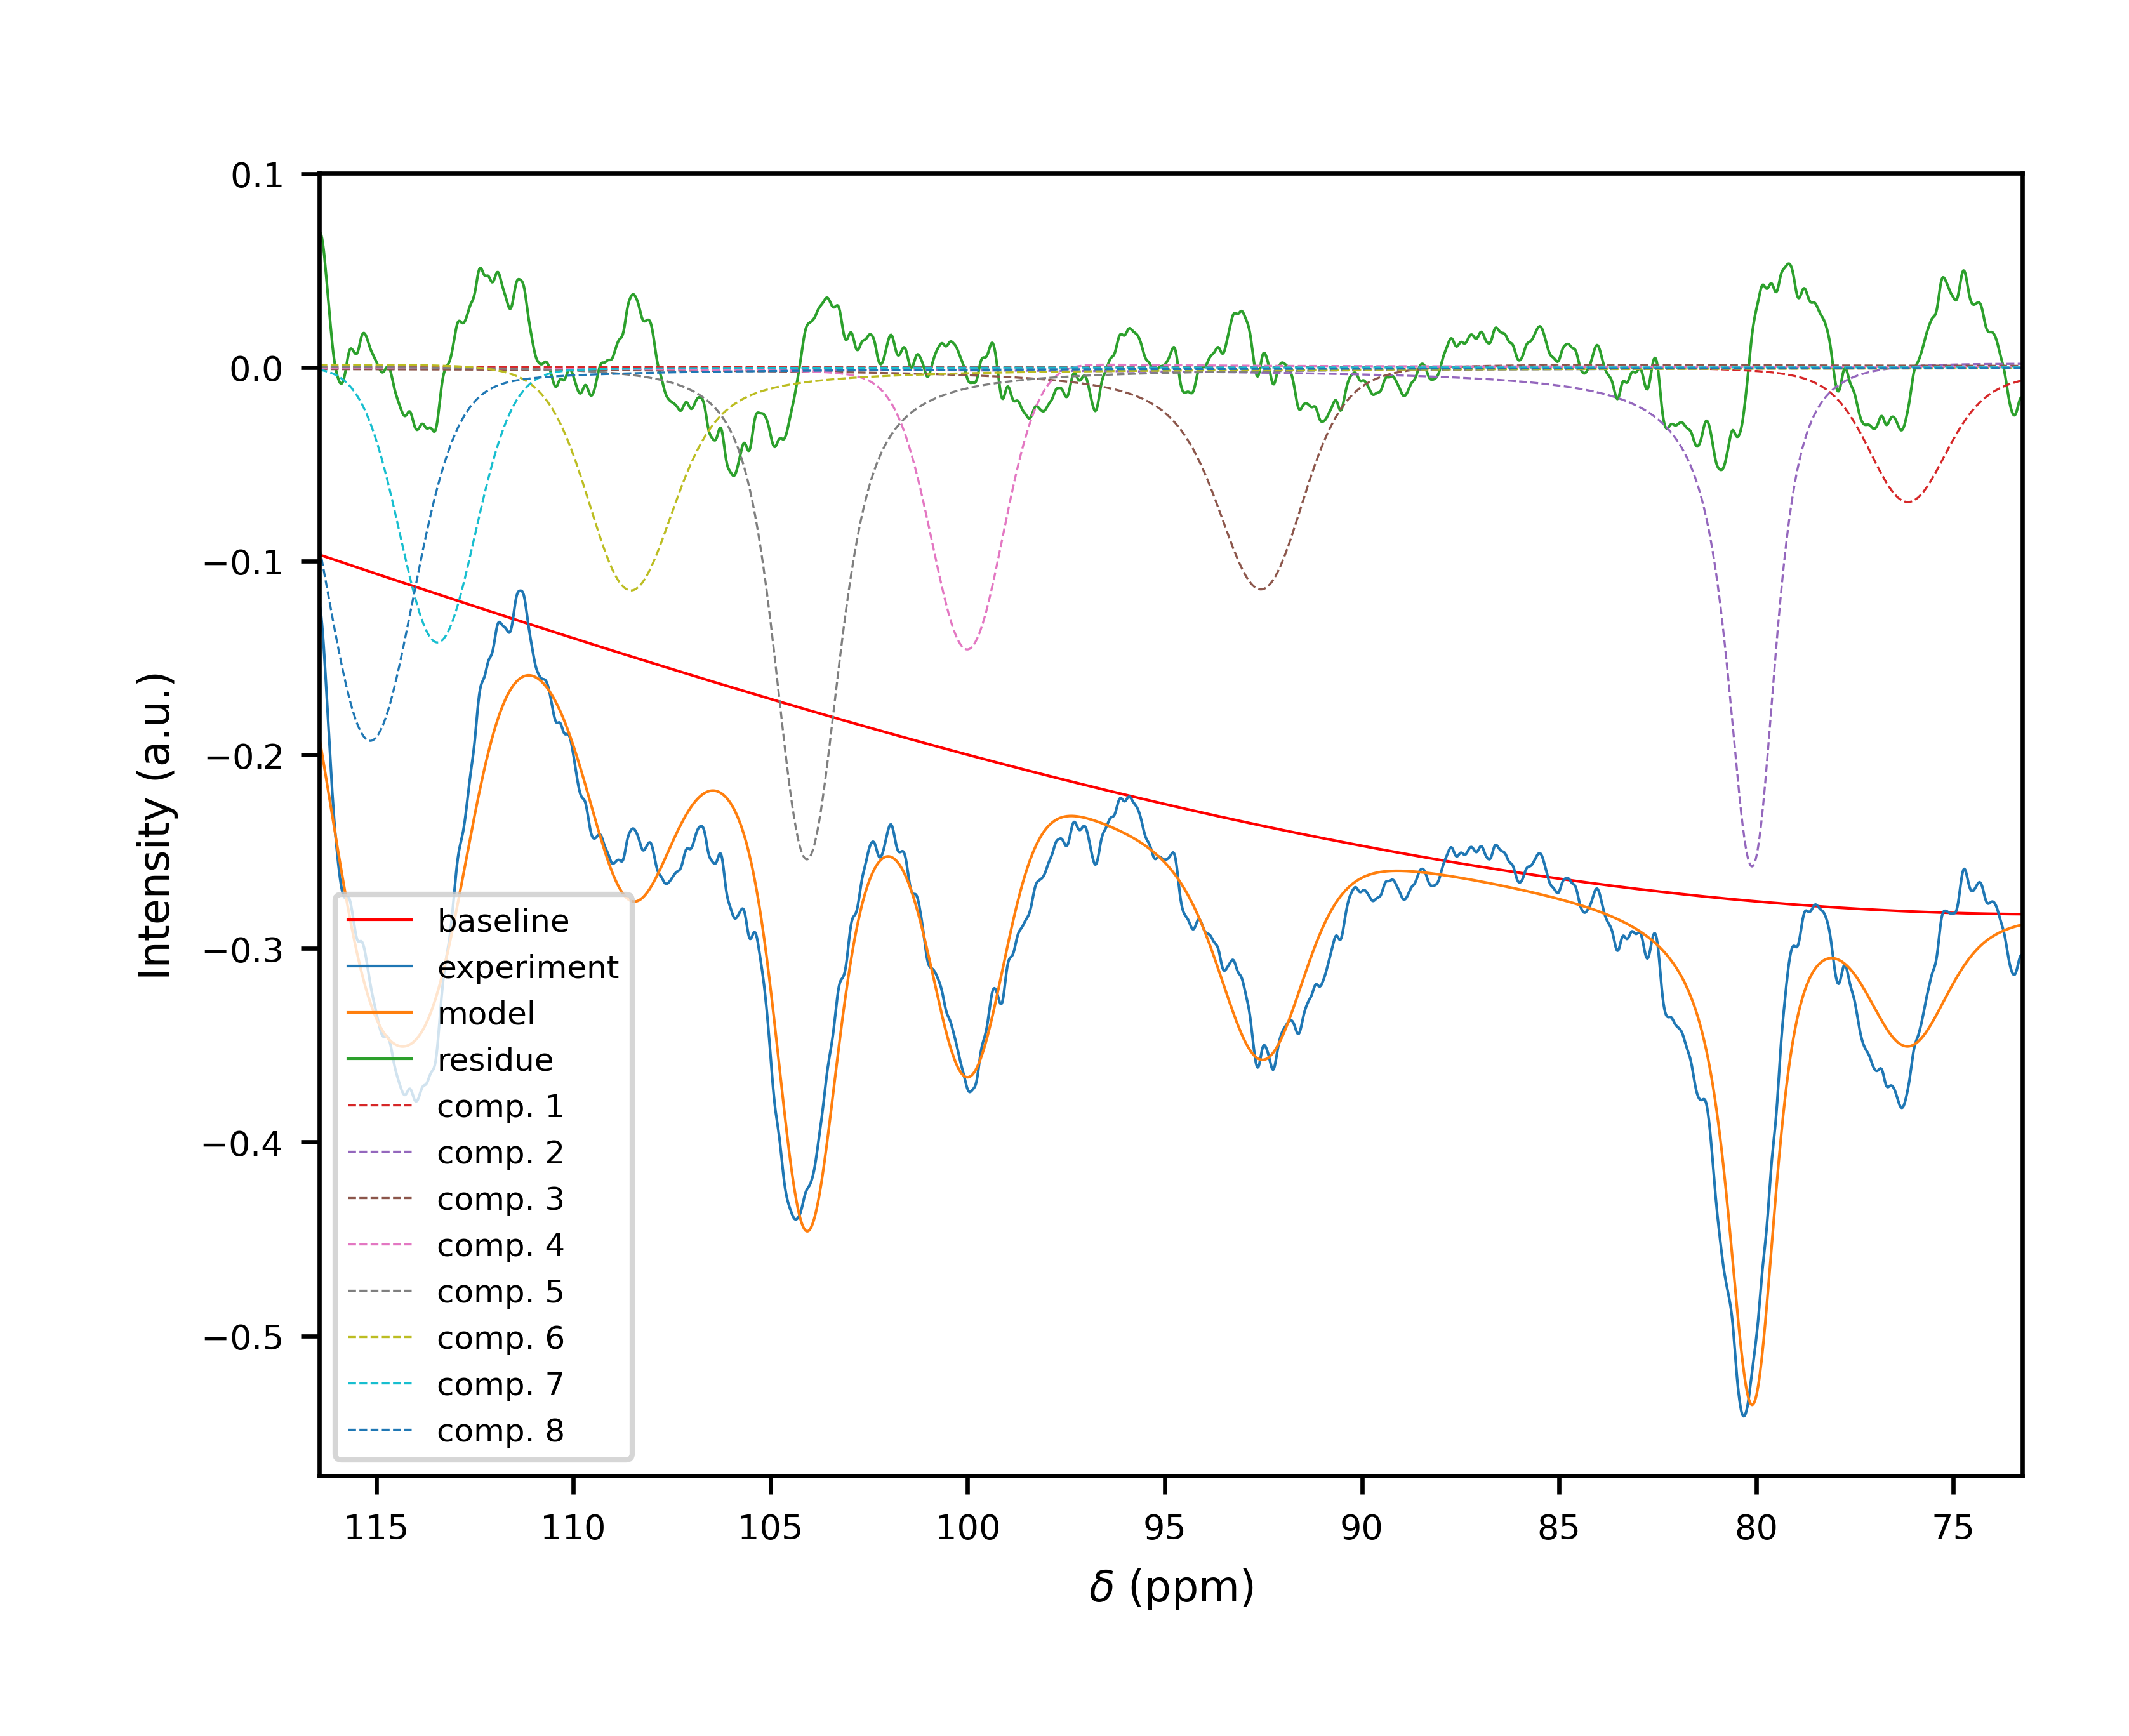 0.1
0.0
−0.1
−0.2
−0.3
−0.4
−0.5
Intensity (a.u.)
baseline
experiment
model
residue
comp. 1
comp. 2
comp. 3
comp. 4
comp. 5
comp. 6
comp. 7
comp. 8
115 110 105 100 95 90 85 80 75
δ (ppm)